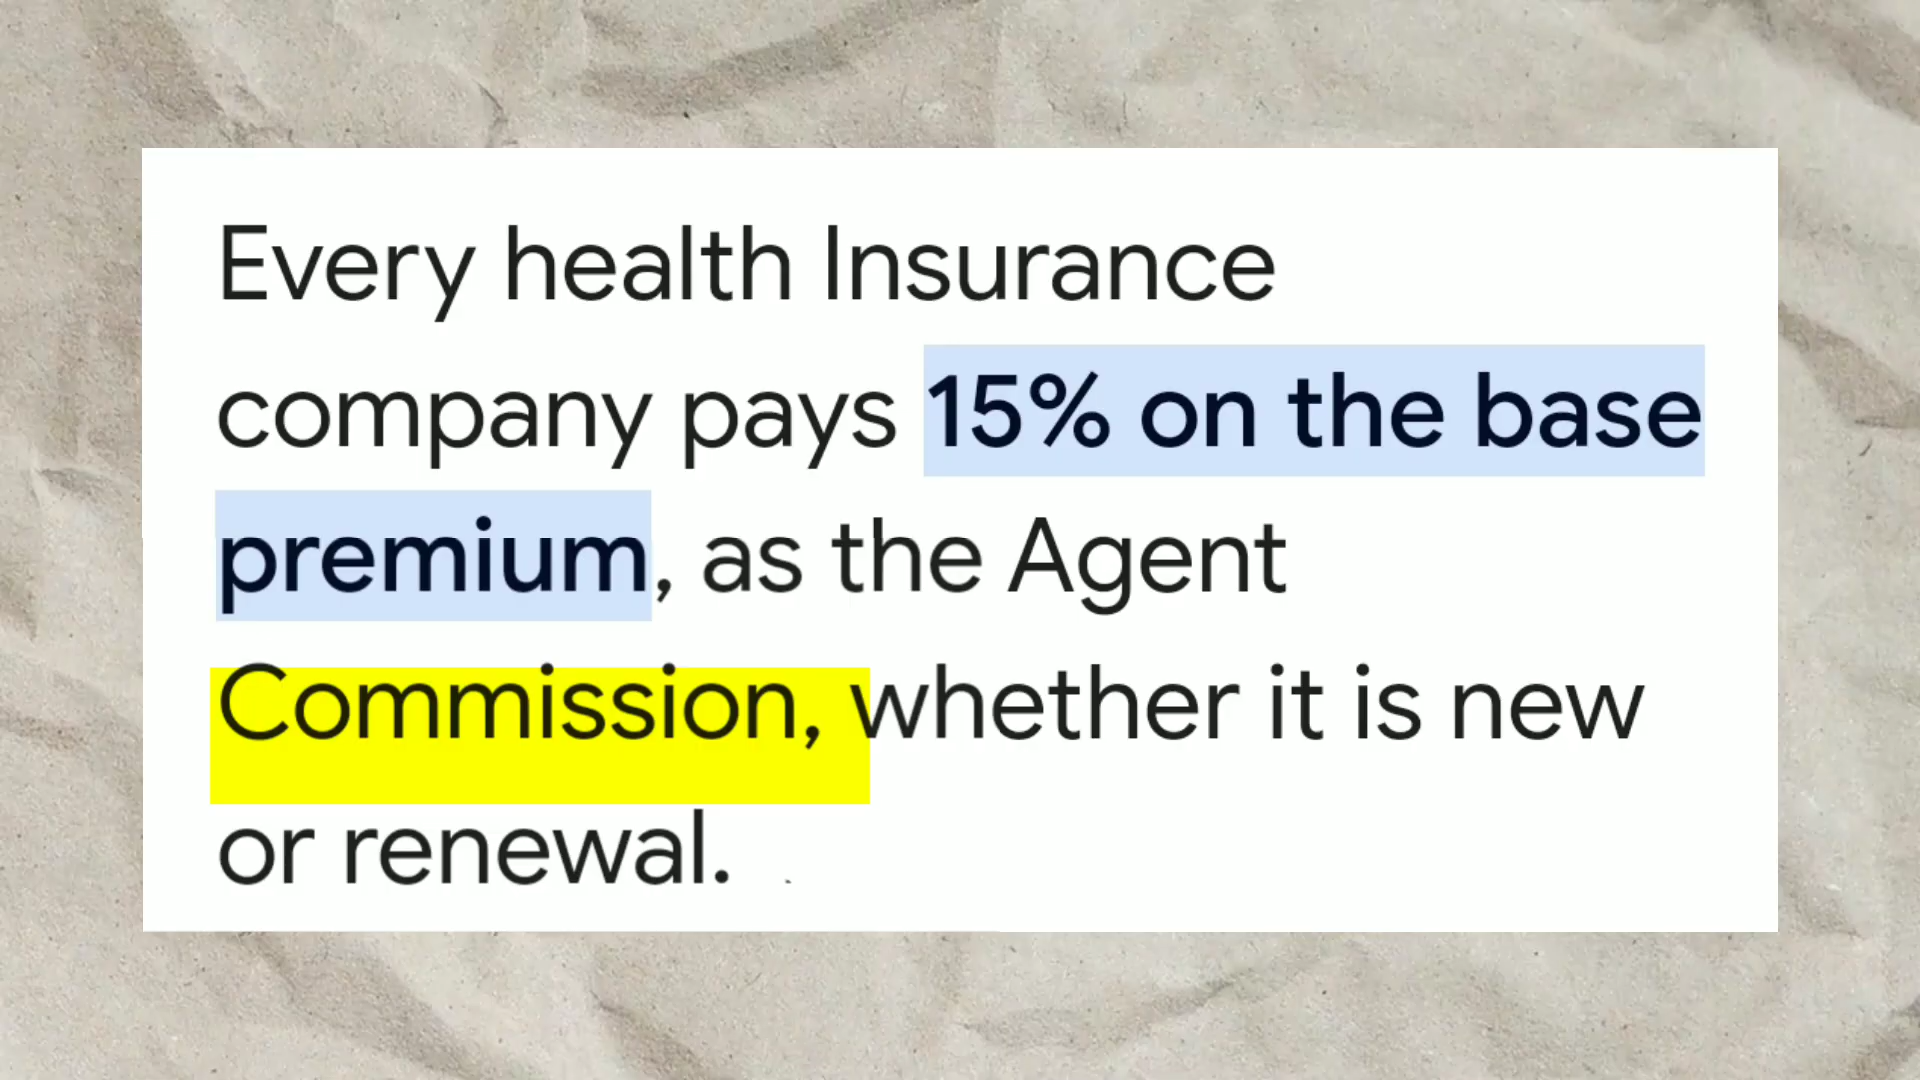 Every health Insurance
company pays 15% on the base
premium, as the Agent
Commission, whether it is new
or renewal.